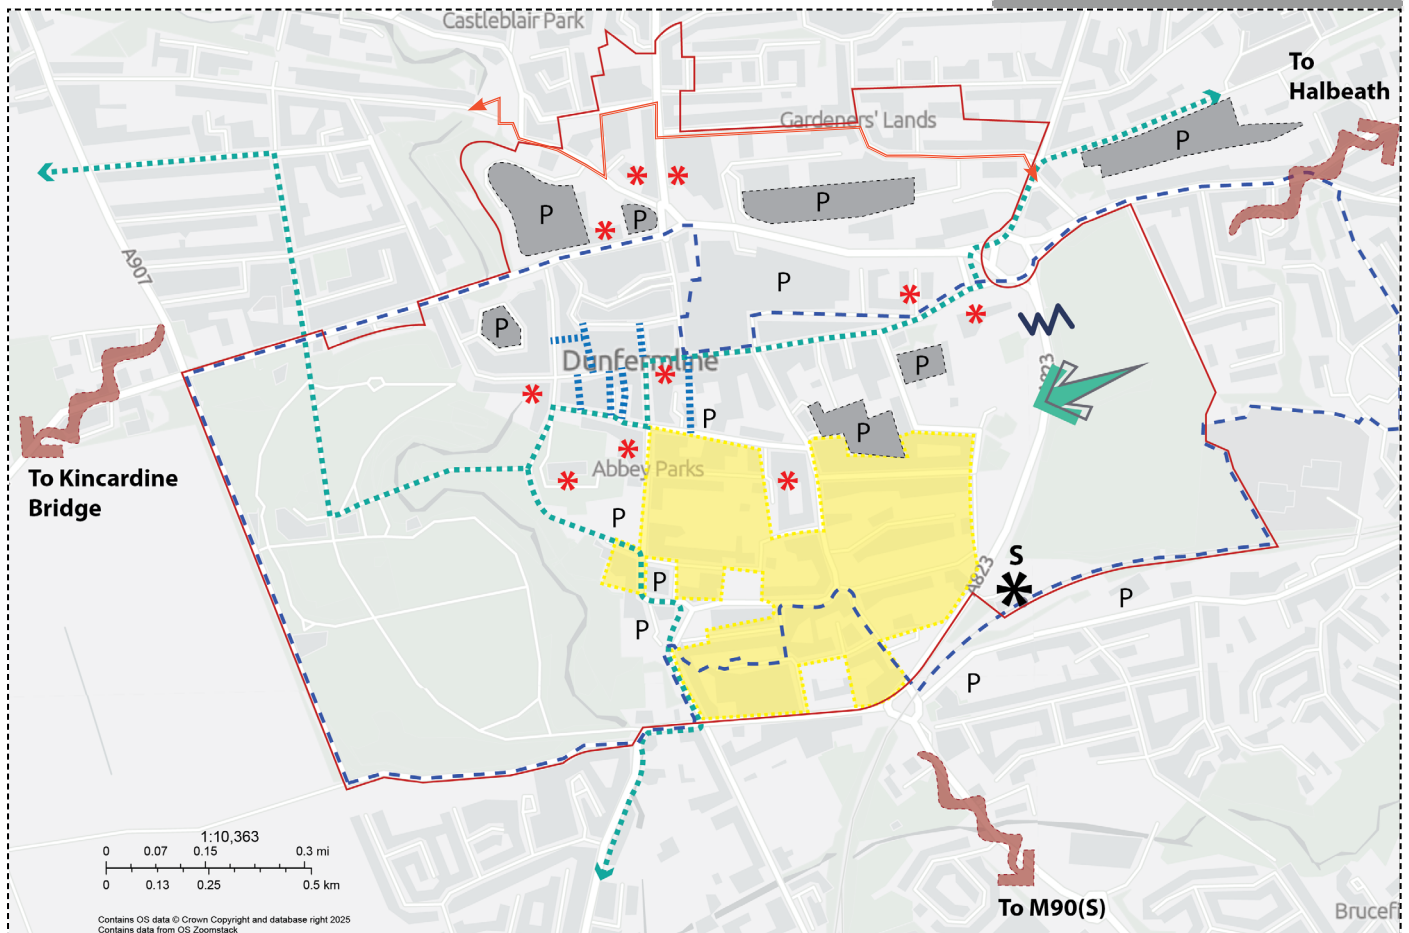 Castleblair Park
To
Halbeath
Gardeners' Lands
P
P
P
P
A907
P
P
W
Dunfermline
P
823
P
P
Abbey Parks
To Kincardine
Bridge
P
S
A823
P
P
P
P
1:10,363
0 0.07 0.15 0.3 mi
0 0.13 0.25 0.5 km
To M90(S)
Brucef
Contains OS data © Crown Copyright and database right 2025
Contains data from OS Zoomstack